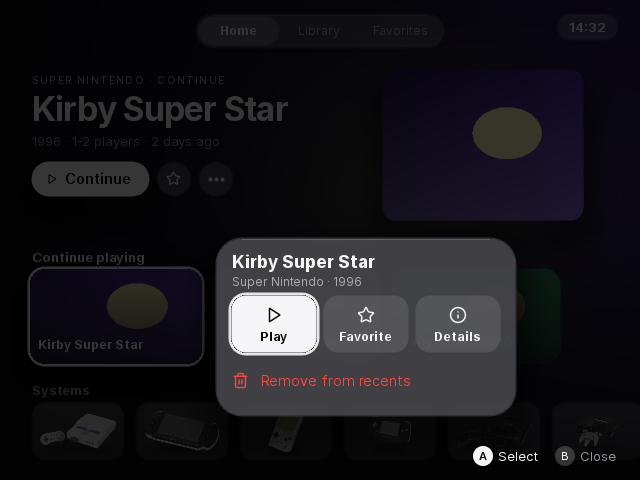 Home Library Favorites
14:32
SUPER NINTENDO · CONTINUE
Kirby Super Star
1996 · 1-2 players · 2 days ago
Continue
Continue playing
Kirby Super Star
Kirby Super Star
Super Nintendo · 1996
Play Favorite Details
Remove from recents
Systems
A Select B Close